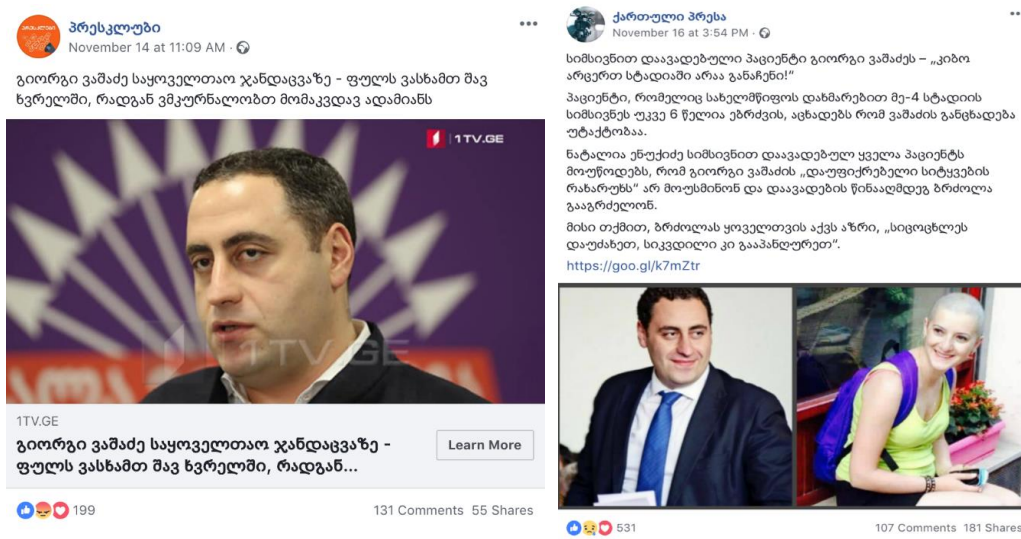 პრესკლუბი
პრესკლუბი
November 14 at 11:09 AM ·
გიორგი ვაშაძე საყოველთაო ჯანდაცვაზე - ფულს ვასხამთ შავ
ხვრელში, რადგან ვმკურნალობთ მომაკვდავ ადამიანს
1TV.GE
1TV.GE
1TV.GE
გიორგი ვაშაძე საყოველთაო ჯანდაცვაზე -
ფულს ვასხამთ შავ ხვრელში, რადგან...
Learn More
199
131 Comments 55 Shares
ქართული პრესა
November 16 at 3:54 PM ·
სიმსივნით დაავადებული პაციენტი გიორგი ვაშაძეს – „კიბო
არცერთ სტადიაში არაა განაჩენი!“
პაციენტი, რომელიც სახელმწიფოს დახმარებით მე-4 სტადიის
სიმსივნეს უკვე 6 წელია ებრძვის, აცხადებს რომ ვაშაძის განცხადება
უტაქტობაა.
ნატალია ენუქიძე სიმსივნით დაავადებულ ყველა პაციენტს
მოუწოდებს, რომ გიორგი ვაშაძის „დაუფიქრებელი სიტყვების
რახარუხს“ არ მოუსმინონ და დაავადების წინააღმდეგ ბრძოლა
გააგრძელონ.
მისი თქმით, ბრძოლას ყოველთვის აქვს აზრი, „სიცოცხლეს
დაუძახეთ, სიკვდილი კი გააპანღურეთ“.
https://goo.gl/k7mZtr
531
107 Comments 181 Shares